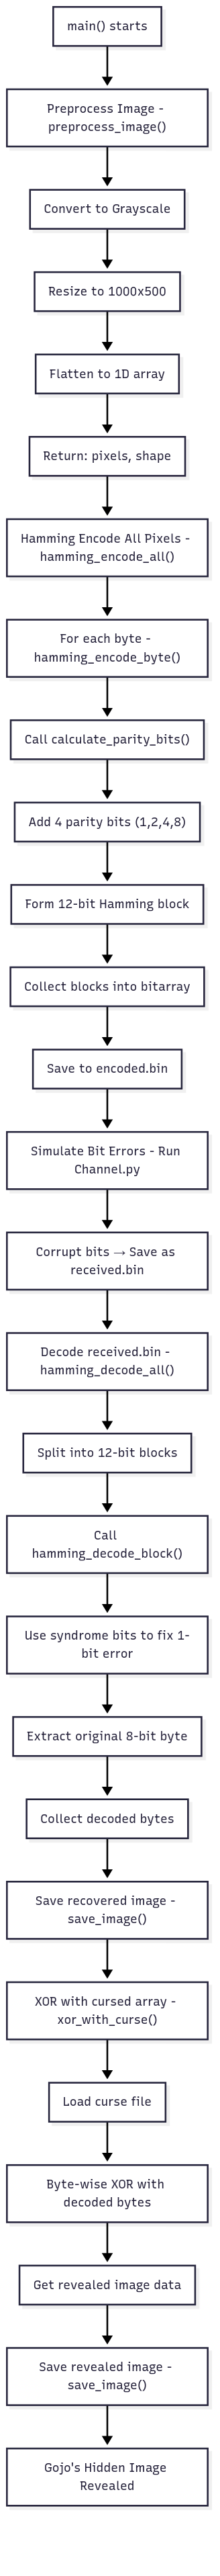 main() starts
Preprocess Image -
preprocess_image()
Convert to Grayscale
Resize to 1000x500
Flatten to 1D array
Return: pixels, shape
Hamming Encode All Pixels -
hamming_encode_all()
For each byte -
hamming_encode_byte()
Call calculate_parity_bits()
Add 4 parity bits (1,2,4,8)
Form 12-bit Hamming block
Collect blocks into bitarray
Save to encoded.bin
Simulate Bit Errors - Run
Channel.py
Corrupt bits → Save as
received.bin
Decode received.bin -
hamming_decode_all()
Split into 12-bit blocks
Call
hamming_decode_block()
Use syndrome bits to fix 1-
bit error
Extract original 8-bit byte
Collect decoded bytes
Save recovered image -
save_image()
XOR with cursed array -
xor_with_curse()
Load curse file
Byte-wise XOR with
decoded bytes
Get revealed image data
Save revealed image -
save_image()
Gojo's Hidden Image
Revealed